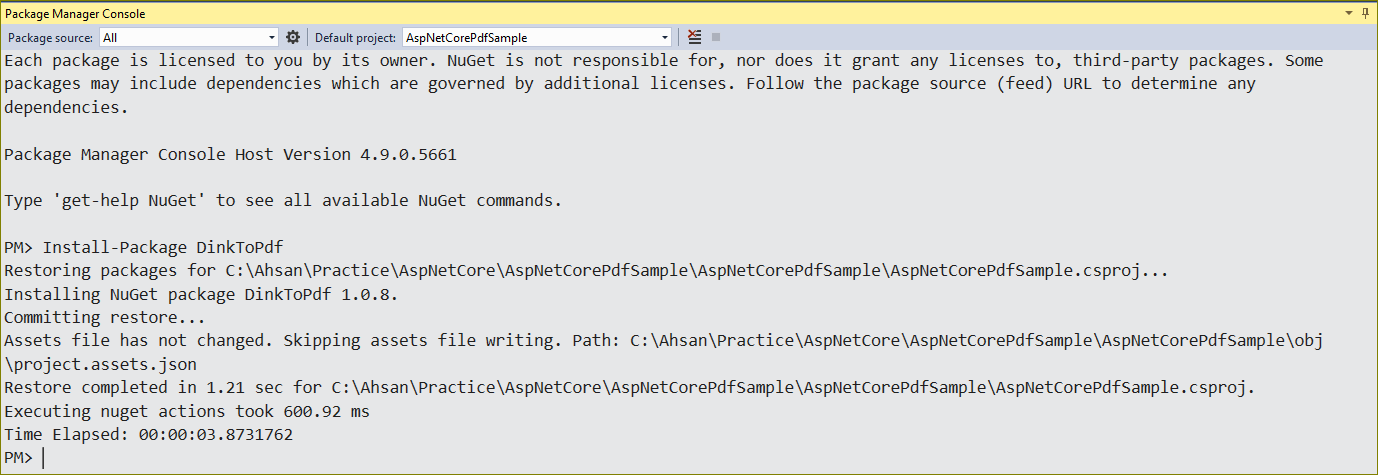 Package Manager Console
Package source: All Default project: AspNetCorePdfSample
Each package is licensed to you by its owner. NuGet is not responsible for, nor does it grant any licenses to, third-party packages. Some
packages may include dependencies which are governed by additional licenses. Follow the package source (feed) URL to determine any
dependencies.
Package Manager Console Host Version 4.9.0.5661
Type 'get-help NuGet' to see all available NuGet commands.
PM> Install-Package DinkToPdf
Restoring packages for C:\Ahsan\Practice\AspNetCore\AspNetCorePdfSample\AspNetCorePdfSample\AspNetCorePdfSample.csproj...
Installing NuGet package DinkToPdf 1.0.8.
Committing restore...
Assets file has not changed. Skipping assets file writing. Path: C:\Ahsan\Practice\AspNetCore\AspNetCorePdfSample\AspNetCorePdfSample\obj
\project.assets.json
Restore completed in 1.21 sec for C:\Ahsan\Practice\AspNetCore\AspNetCorePdfSample\AspNetCorePdfSample\AspNetCorePdfSample.csproj.
Executing nuget actions took 600.92 ms
Time Elapsed: 00:00:03.8731762
PM>